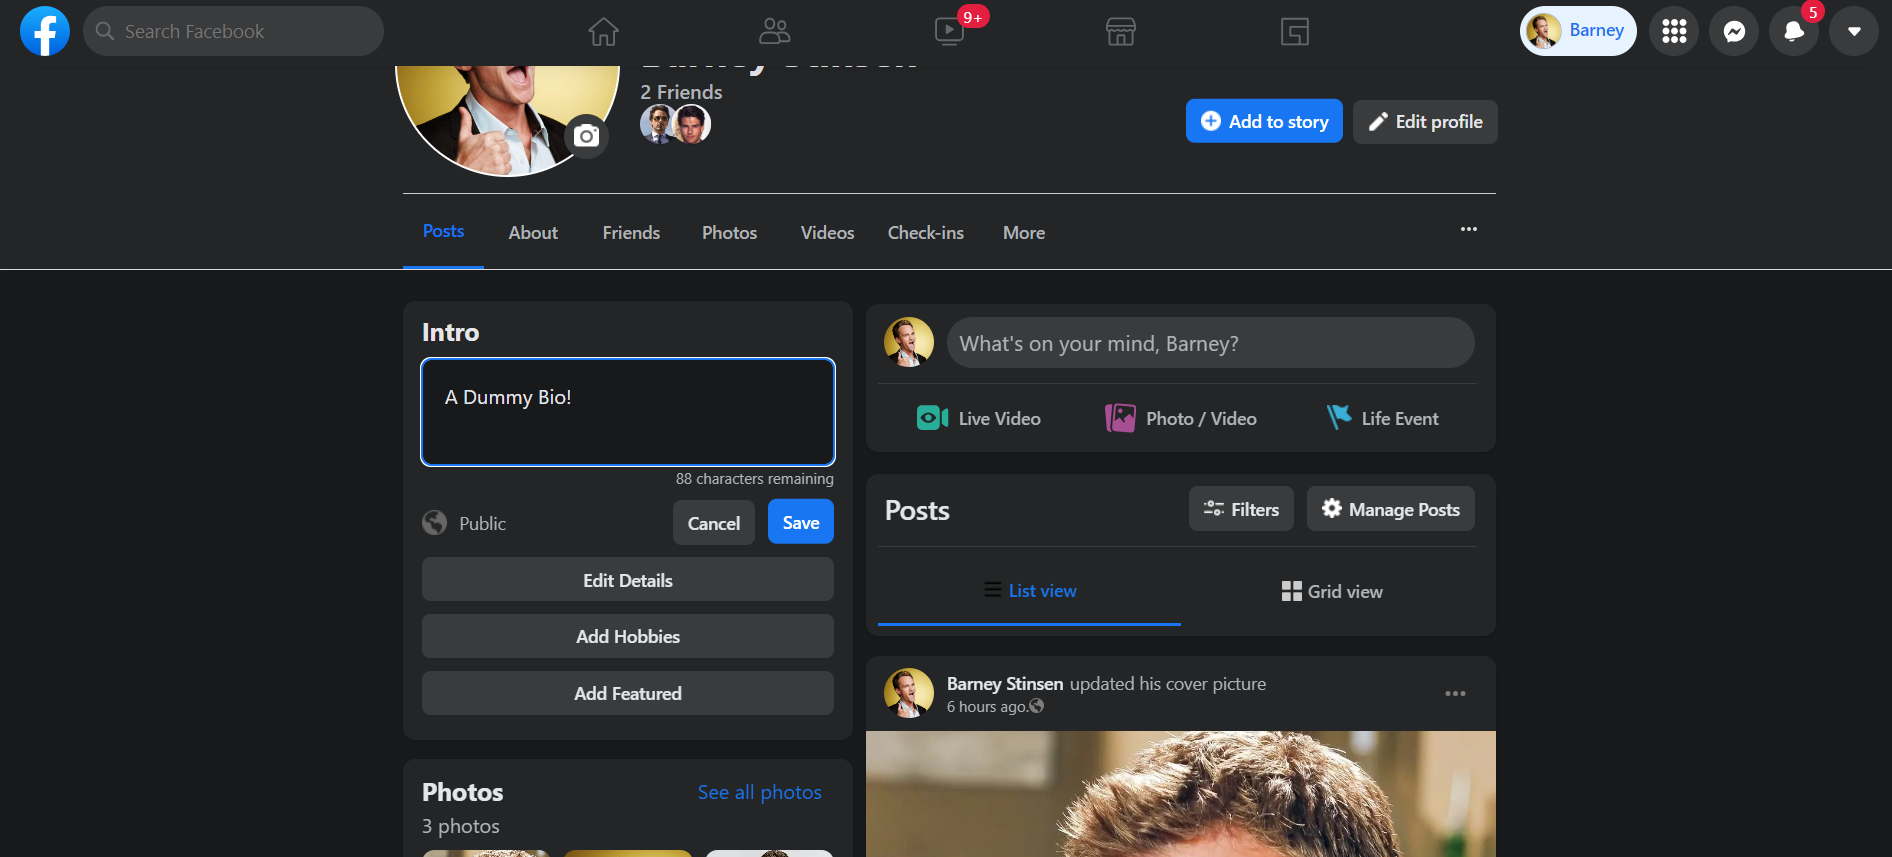 Search Facebook
9+
Barney
5
Barney Stinsen
2 Friends
Add to story
Edit profile
Posts
About
Friends
Photos
Videos
Check-ins
More
Intro
A Dummy Bio!
88 characters remaining
Public
Cancel
Save
Edit Details
Add Hobbies
Add Featured
Photos
See all photos
3 photos
What's on your mind, Barney?
Live Video
Photo / Video
Life Event
Posts
Filters
Manage Posts
List view
Grid view
Barney Stinsen updated his cover picture
6 hours ago.